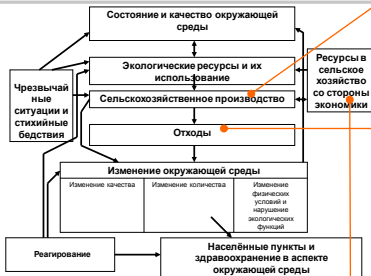 Состояние и качество окружающей
среды
Экологические ресурсы и их
использование
Ресурсы в
сельское
хозяйство
со стороны
экономики
Чрезвычай
ные
ситуации и
стихийные
бедствия
Сельскохозяйственное производство
Отходы
Изменение окружающей среды
Изменение качества
Изменение количества
Изменение
физических
условий и
нарушение
экологических
функций
Реагирование
Населённые пункты и
здравоохранение в аспекте
окружающей среды